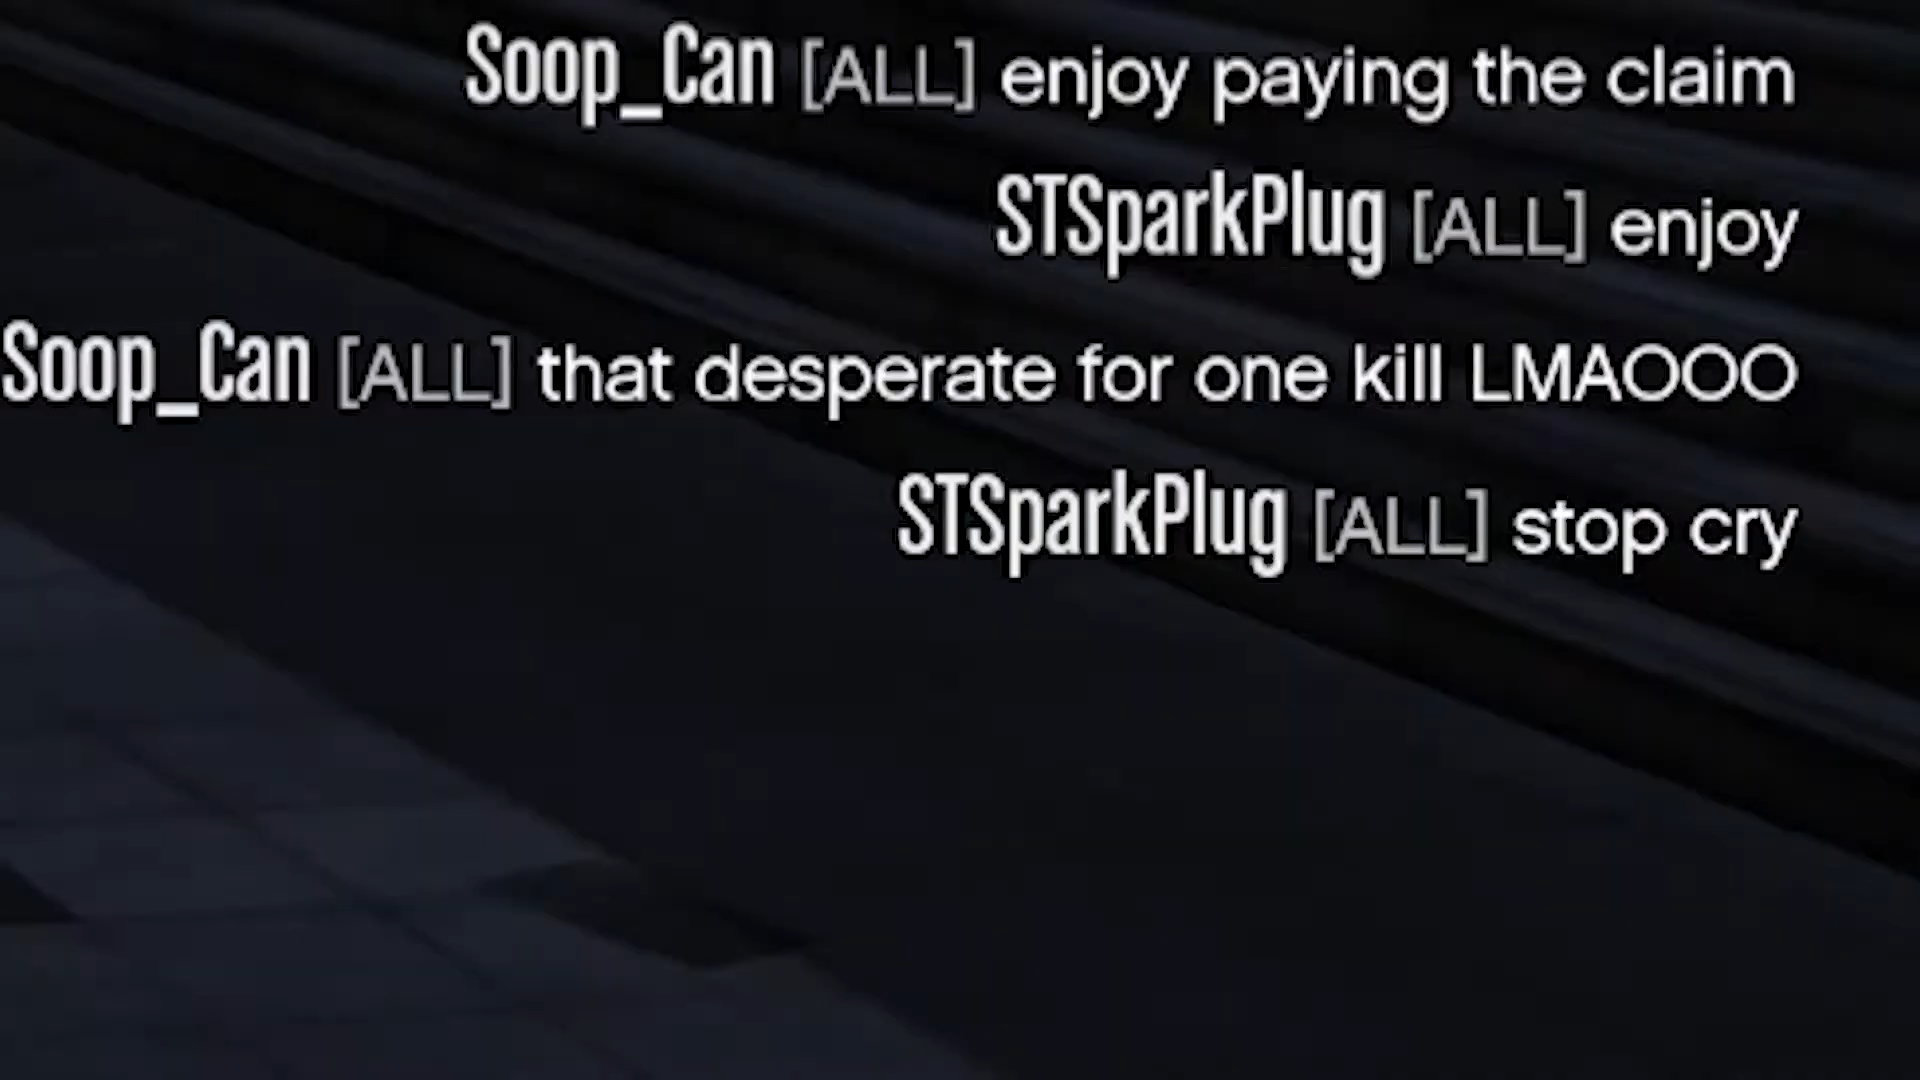 Soop_Can [ALL] enjoy paying the claim
STSparkPlug [ALL] enjoy
Soop_Can [ALL] that desperate for one kill LMAOOO
STSparkPlug [ALL] stop cry